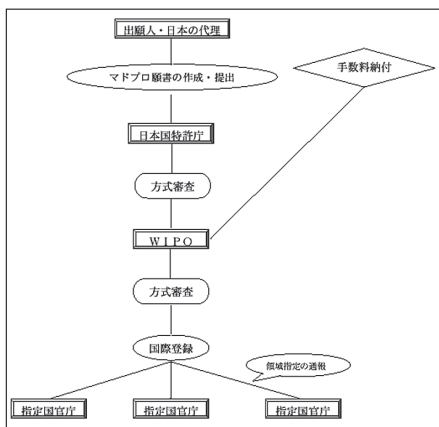 出願人・日本の代理
マドプロ願書の作成・提出
手数料納付
日本国特許庁
方式審査
ＷＩＰＯ
方式審査
国際登録
領域指定の通報
指定国官庁
指定国官庁
指定国官庁